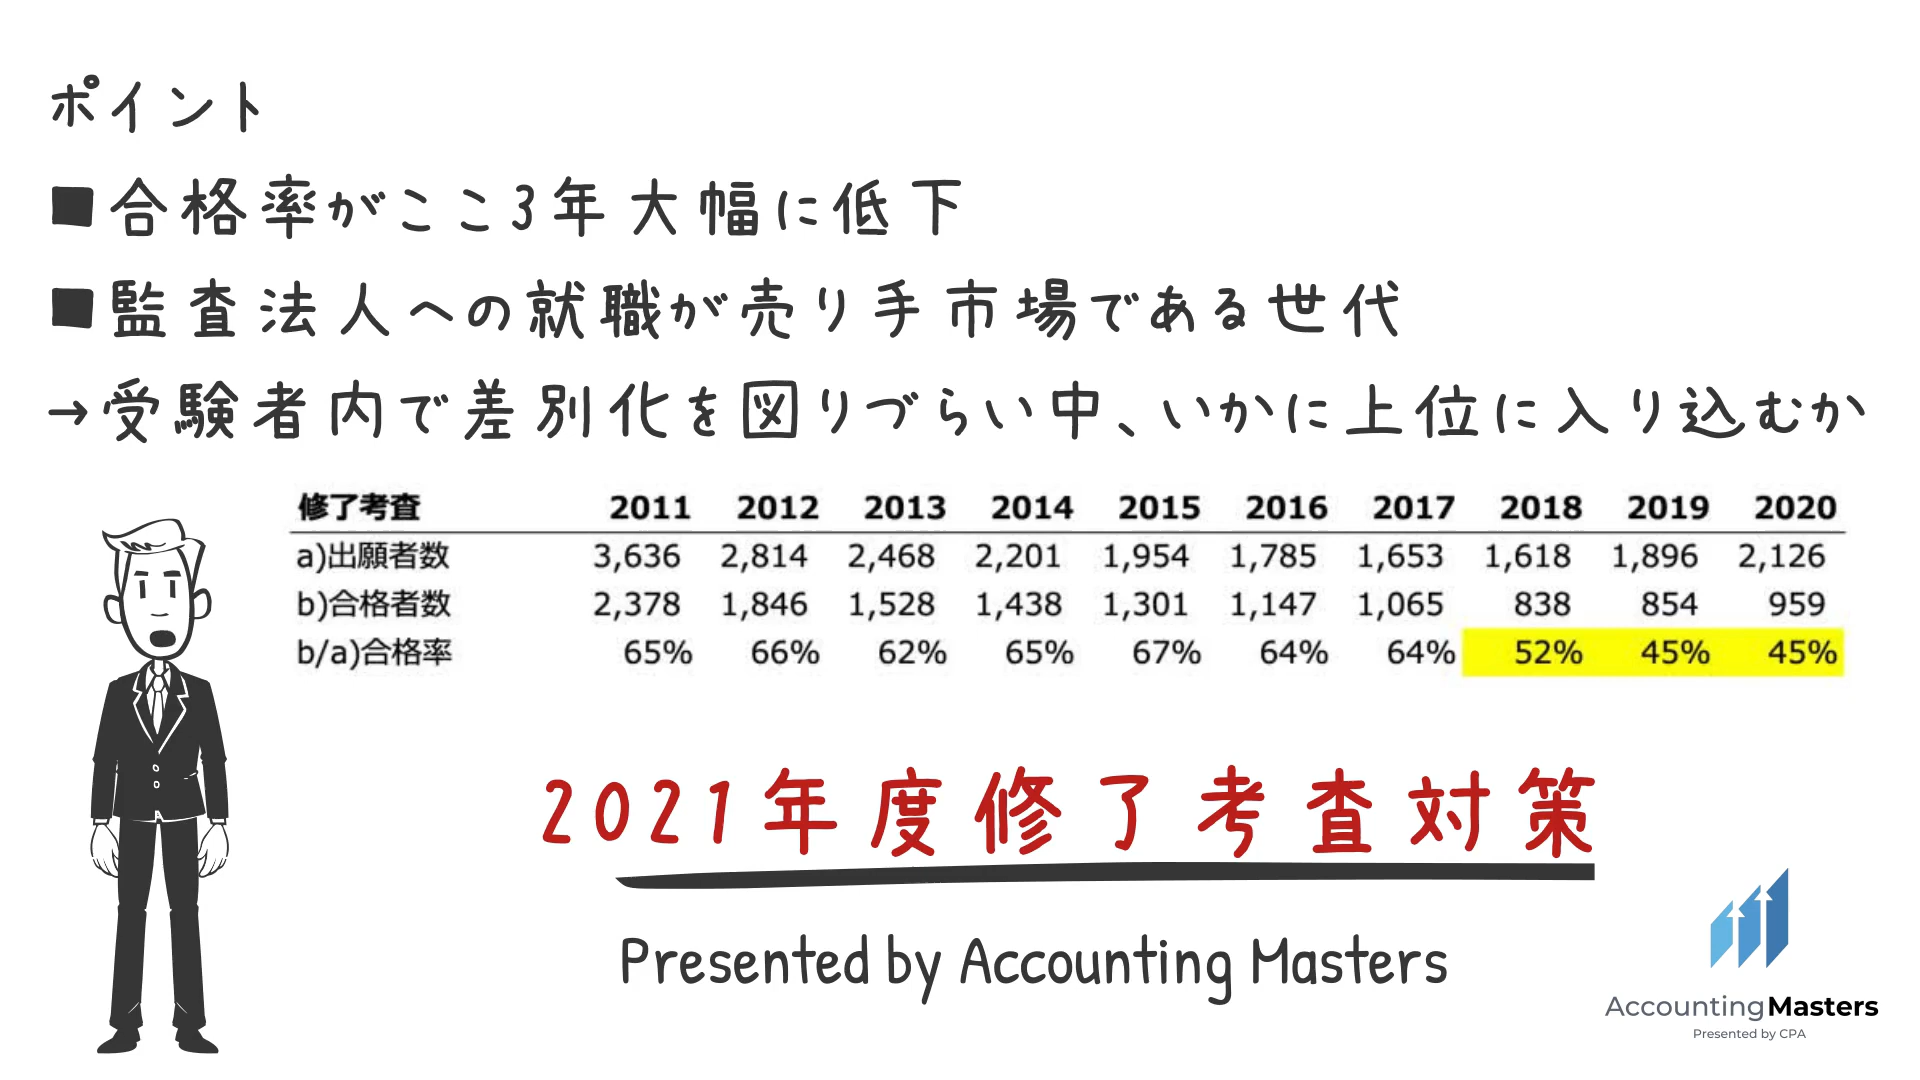 ポイント
■合格率がここ3年大幅に低下
■監査法人への就職が売り手市場である世代
→受験者内で差別化を図りづらい中、いかに上位に入り込むか
修了考査 2011 2012 2013 2014 2015 2016 2017 2018 2019 2020
a)出願者数 3,636 2,814 2,468 2,201 1,954 1,785 1,653 1,618 1,896 2,126
b)合格者数 2,378 1,846 1,528 1,438 1,301 1,147 1,065 838 854 959
b/a)合格率 65% 66% 62% 65% 67% 64% 64% 52% 45% 45%
2021年度修了考査対策
Presented by Accounting Masters
AccountingMasters
Presented by CPA